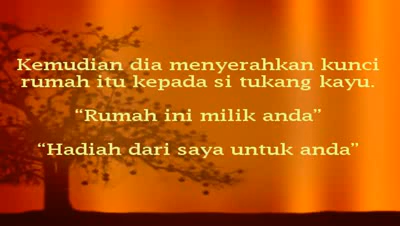 Kemudian dia menyerahkan kunci
rumah itu kepada si tukang kayu.
“Rumah ini milik anda”
“Hadiah dari saya untuk anda”